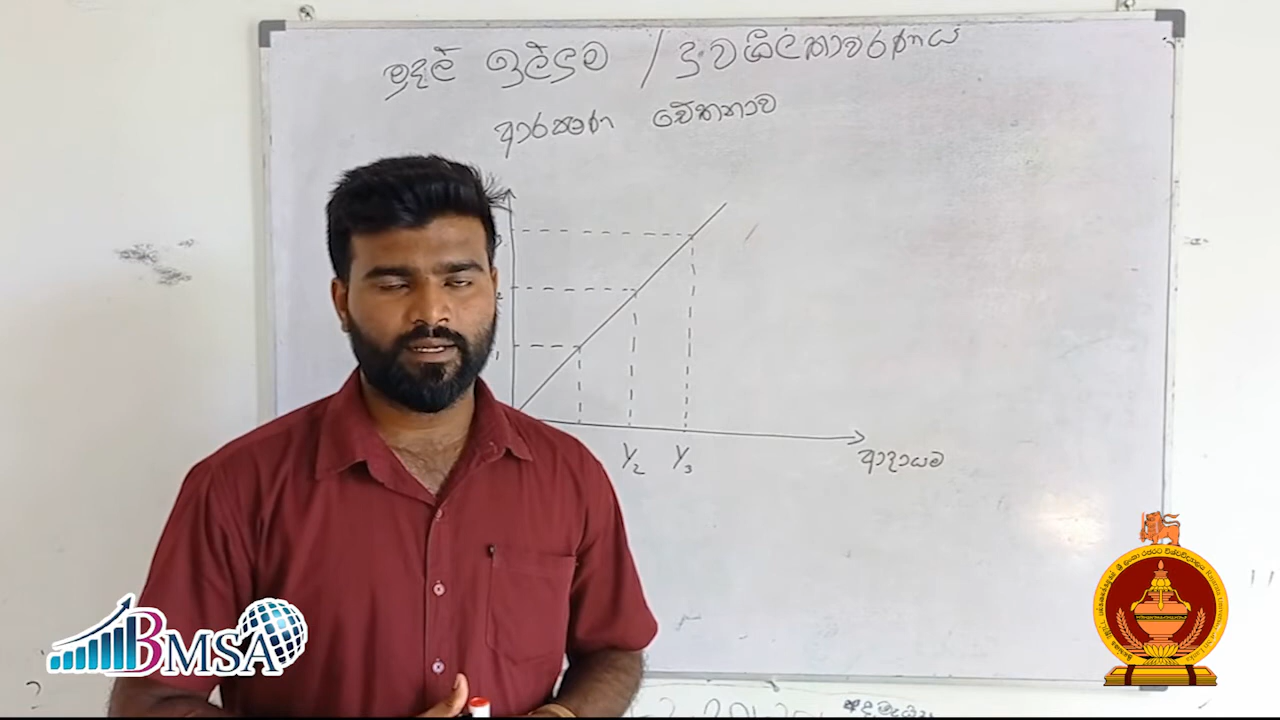 මුදල් ඉල්ලුම / ද්‍රවශීලතාවරණය
ආරක්ෂණ චේතනාව
Y2 Y3
ආදායම
BMSA